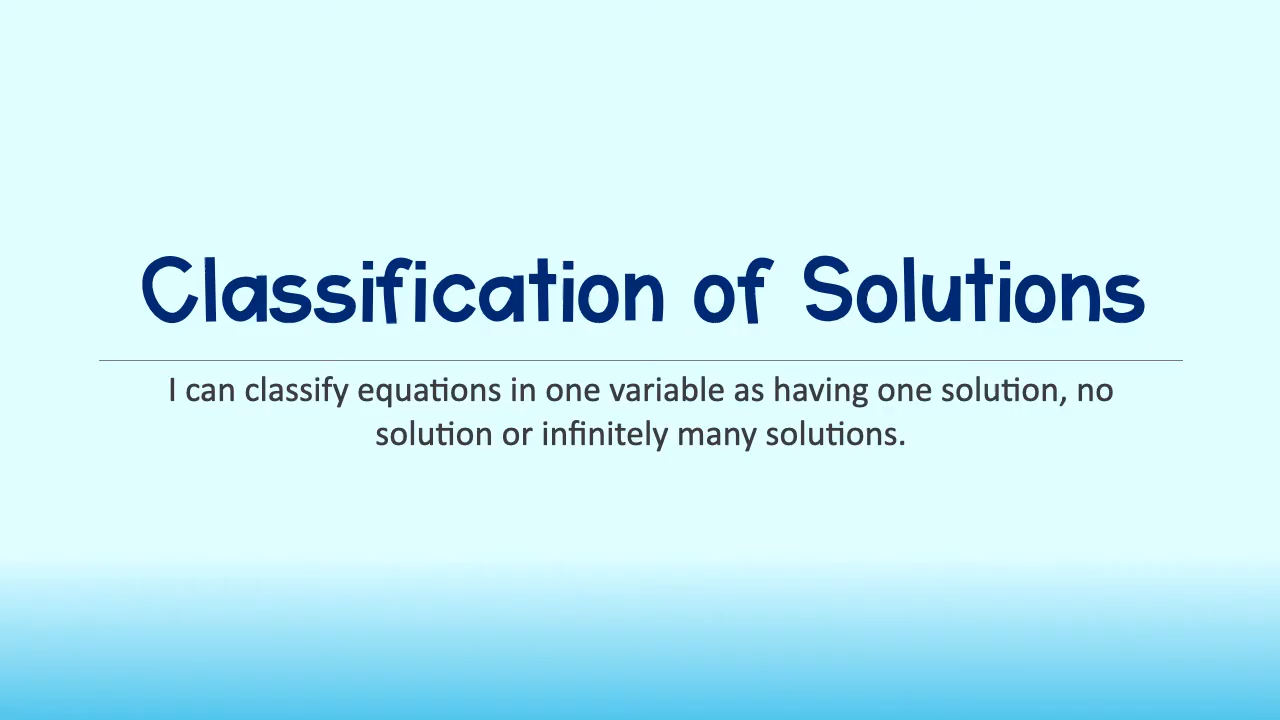 Classification of Solutions
I can classify equations in one variable as having one solution, no
solution or infinitely many solutions.